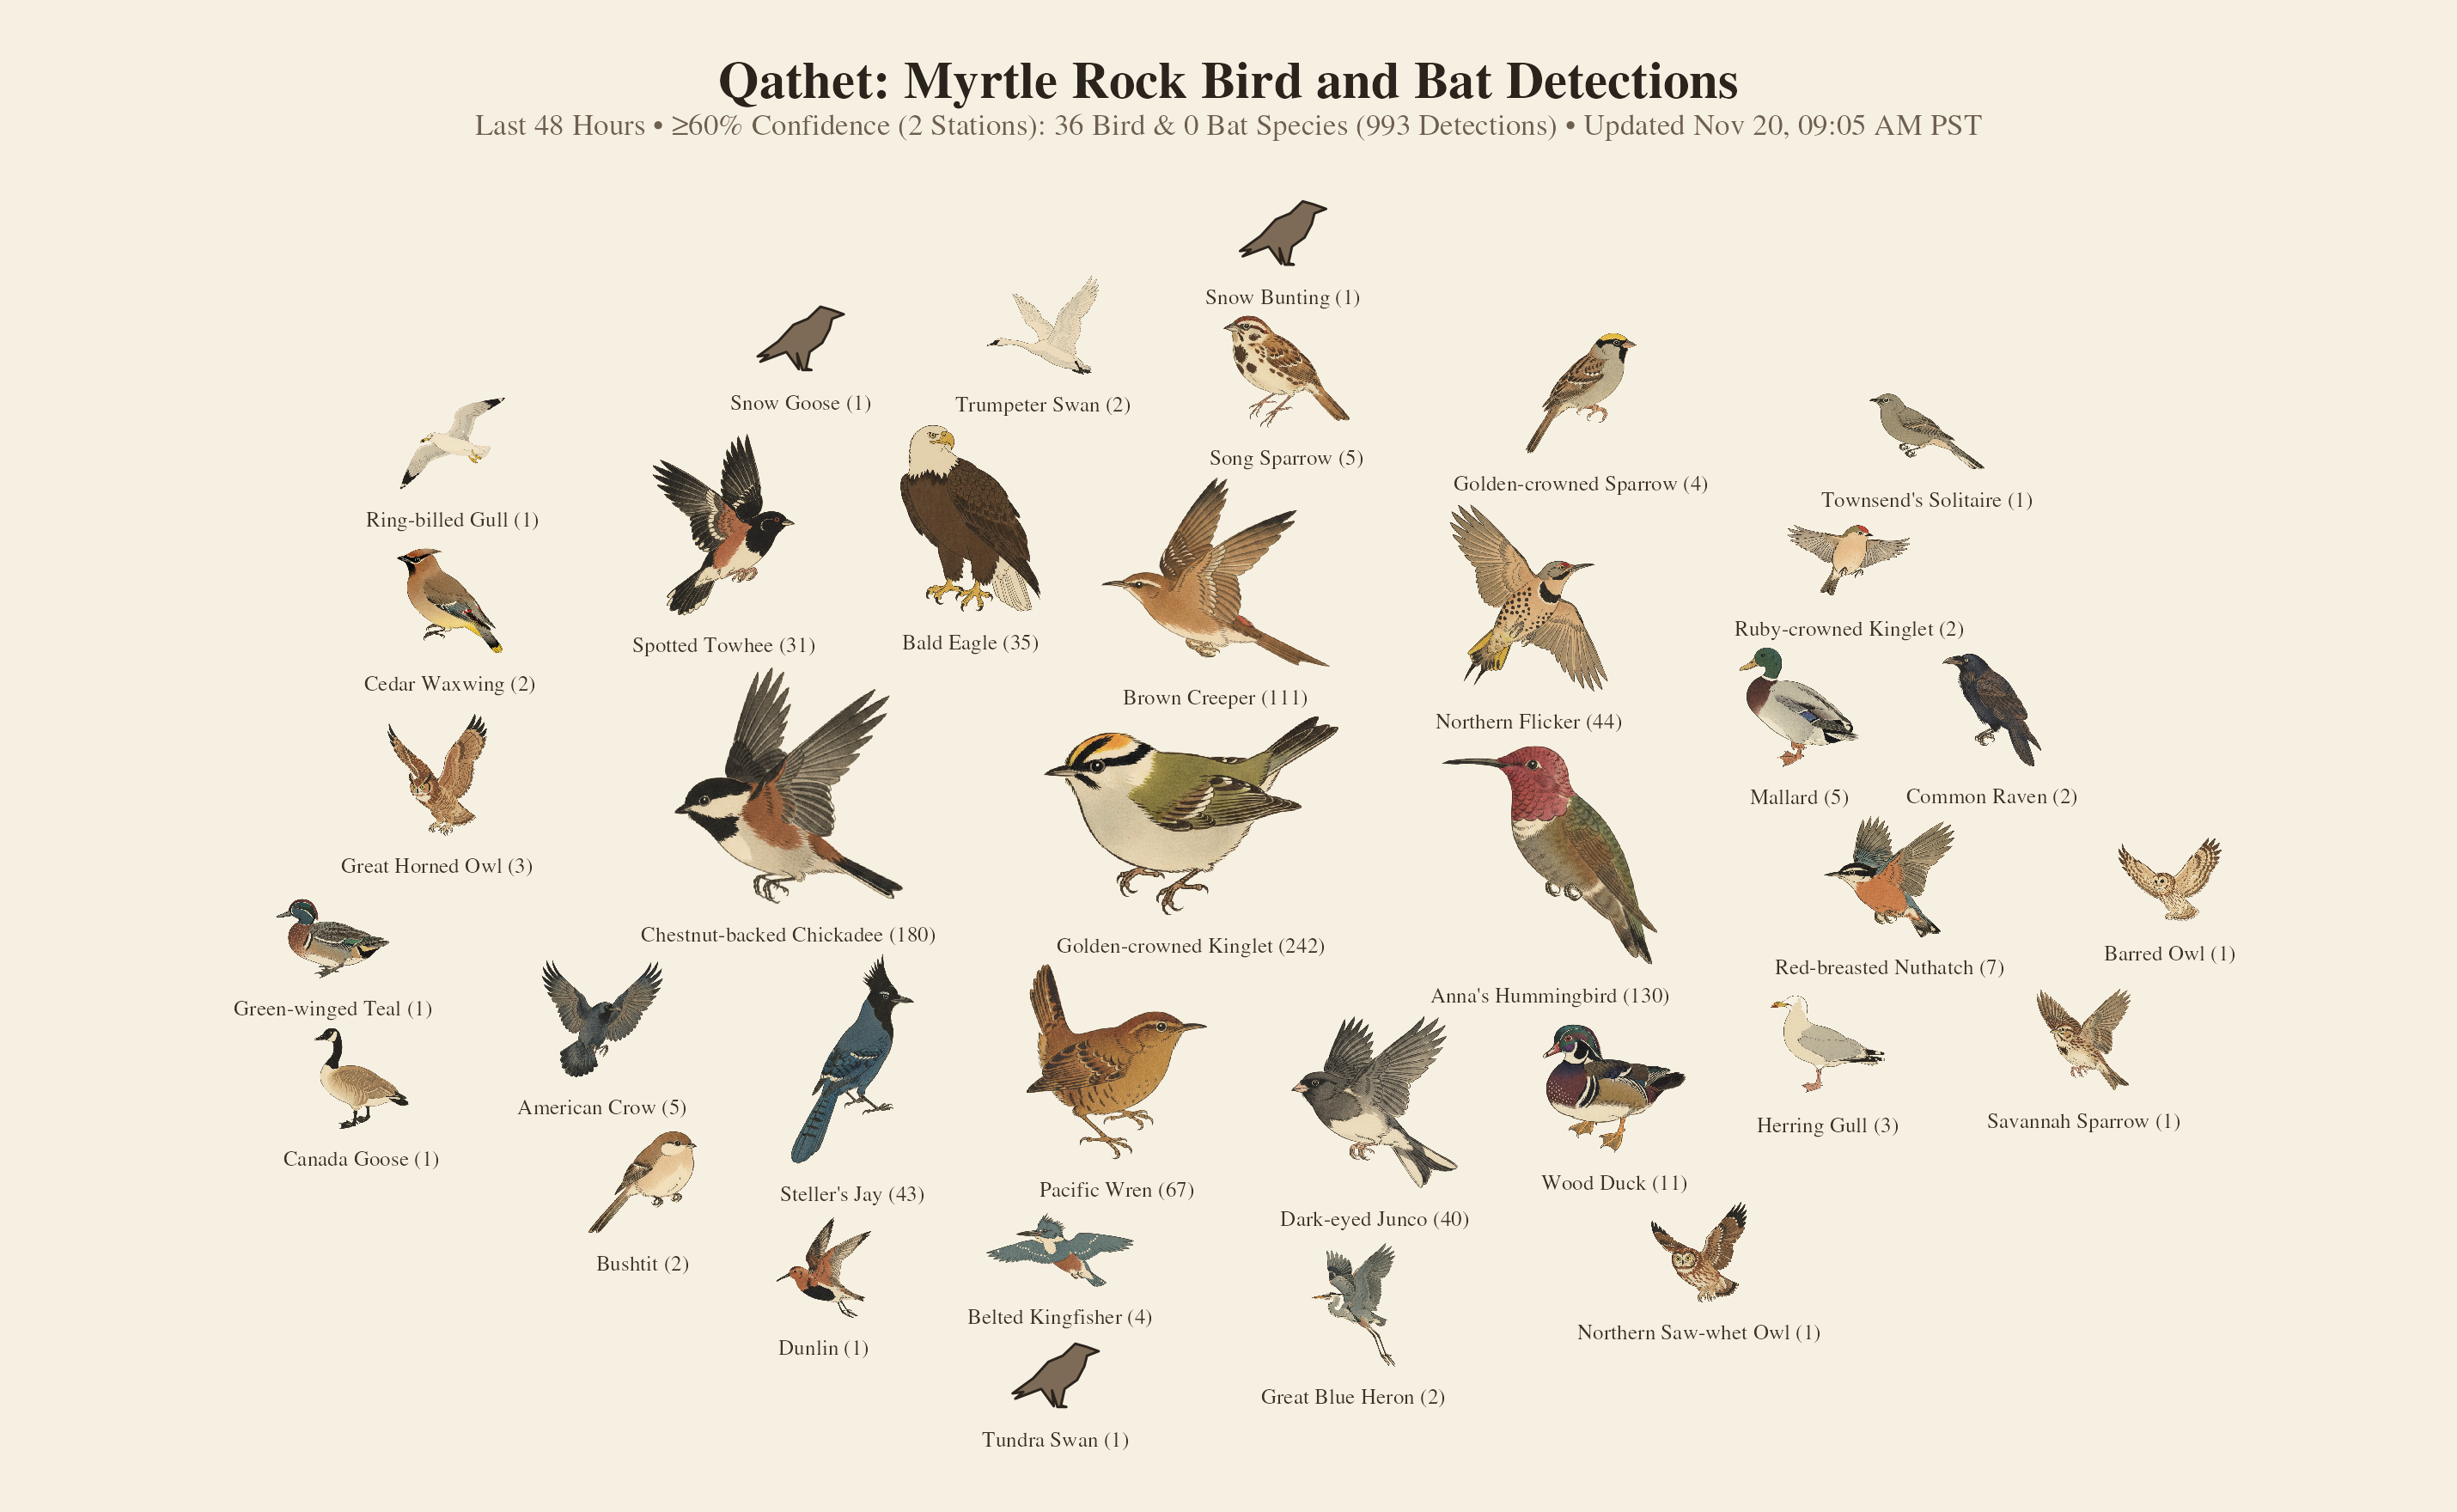 Qathet: Myrtle Rock Bird and Bat Detections
Last 48 Hours • ≥60% Confidence (2 Stations): 36 Bird & 0 Bat Species (993 Detections) • Updated Nov 20, 09:05 AM PST
Snow Bunting (1)
Snow Goose (1)
Trumpeter Swan (2)
Song Sparrow (5)
Golden-crowned Sparrow (4)
Townsend's Solitaire (1)
Ring-billed Gull (1)
Ruby-crowned Kinglet (2)
Spotted Towhee (31)
Bald Eagle (35)
Cedar Waxwing (2)
Brown Creeper (111)
Northern Flicker (44)
Mallard (5)
Common Raven (2)
Great Horned Owl (3)
Chestnut-backed Chickadee (180)
Golden-crowned Kinglet (242)
Barred Owl (1)
Red-breasted Nuthatch (7)
Anna's Hummingbird (130)
Green-winged Teal (1)
American Crow (5)
Herring Gull (3)
Savannah Sparrow (1)
Canada Goose (1)
Steller's Jay (43)
Pacific Wren (67)
Wood Duck (11)
Dark-eyed Junco (40)
Bushtit (2)
Belted Kingfisher (4)
Northern Saw-whet Owl (1)
Dunlin (1)
Great Blue Heron (2)
Tundra Swan (1)